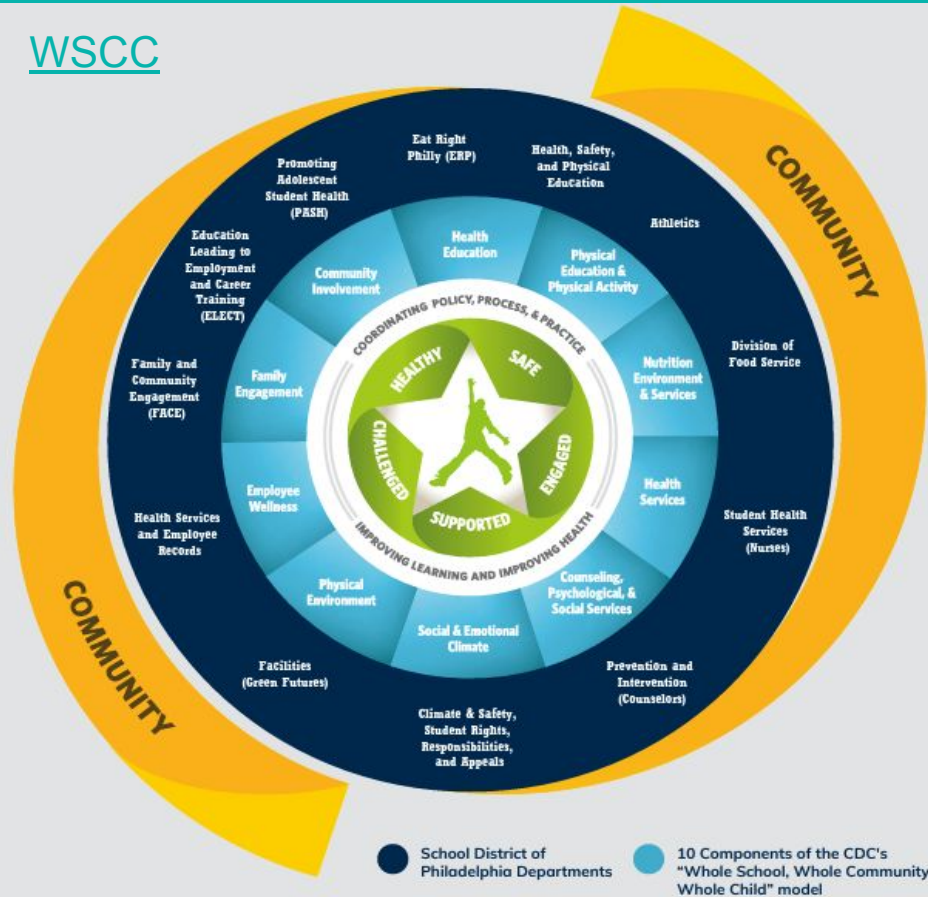 WSCC
COMMUNITY
Eat Right
Philly (ERP)
Health, Safety,
and Physical
Education
Athletics
Division of
Food Service
Student Health
Services
(Nurses)
Prevention and
Intervention
(Counselors)
Climate & Safety,
Student Rights,
Responsibilities,
and Appeals
Facilities
(Green Futures)
Health Services
and Employee
Records
Family and
Community
Engagement
(FACE)
Education
Leading to
Employment
and Career
Training
(ELECT)
Promoting
Adolescent
Student Health
(PASH)
Health
Education
Physical
Education &
Physical Activity
Nutrition
Environment
& Services
Health
Services
Counseling,
Psychological, &
Social Services
Social & Emotional
Climate
Physical
Environment
Employee
Wellness
Family
Engagement
Community
Involvement
COORDINATING POLICY, PROCESS, & PRACTICE
IMPROVING LEARNING AND IMPROVING HEALTH
HEALTHY
SAFE
ENGAGED
SUPPORTED
CHALLENGED
COMMUNITY
School District of
Philadelphia Departments
10 Components of the CDC's
"Whole School, Whole Community
Whole Child" model